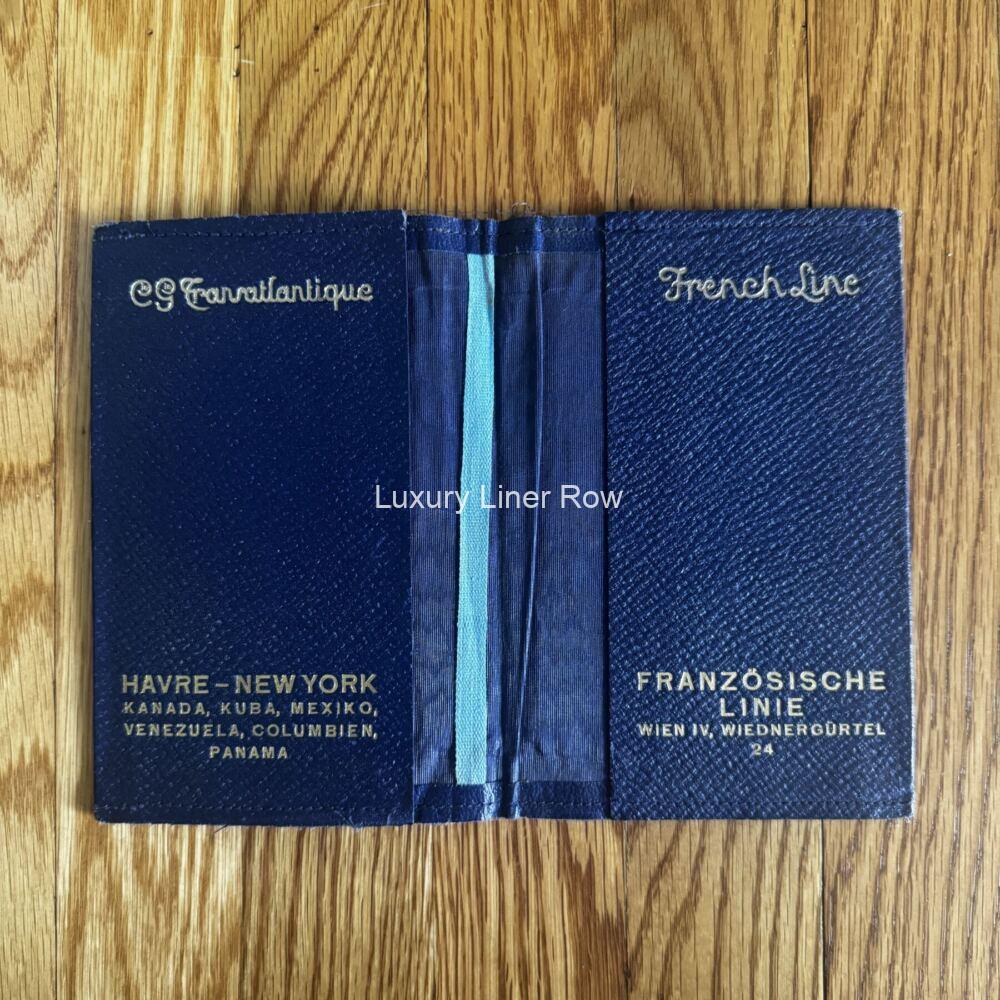 CG Transatlantique
HAVRE – NEW YORK
KANADA, KUBA, MEXIKO,
VENEZUELA, COLUMBIEN,
PANAMA
Luxury Liner Row
French Line
FRANZÖSISCHE
LINIE
WIEN IV, WIEDNERGÜRTEL
24